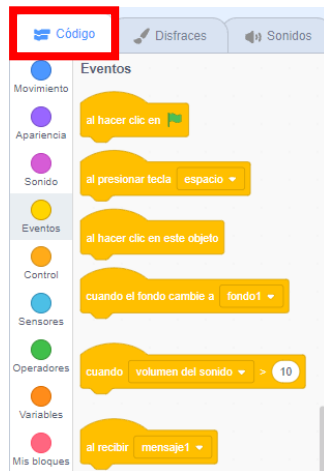 Código
Disfraces
Sonidos
Movimiento
Apariencia
Sonido
Eventos
Control
Sensores
Operadores
Variables
Mis bloques
Eventos
al hacer clic en
al presionar tecla espacio
al hacer clic en este objeto
cuando el fondo cambie a fondo1
cuando volumen del sonido > 10
al recibir mensaje1